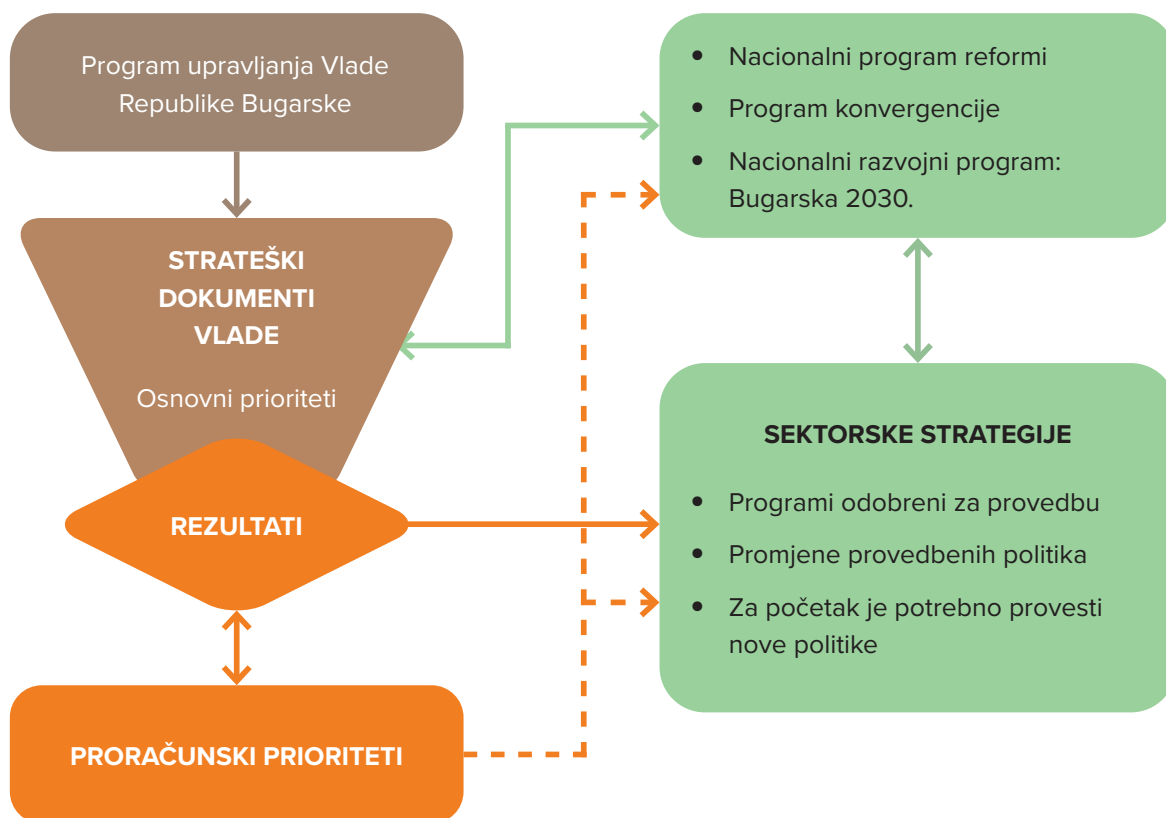 Program upravljanja Vlade
Republike Bugarske
STRATEŠKI
DOKUMENTI
VLADE
Osnovni prioriteti
REZULTATI
PRORAČUNSKI PRIORITETI
• Nacionalni program reformi
• Program konvergencije
• Nacionalni razvojni program:
Bugarska 2030.
SEKTORSKE STRATEGIJE
• Programi odobreni za provedbu
• Promjene provedbenih politika
• Za početak je potrebno provesti
nove politike